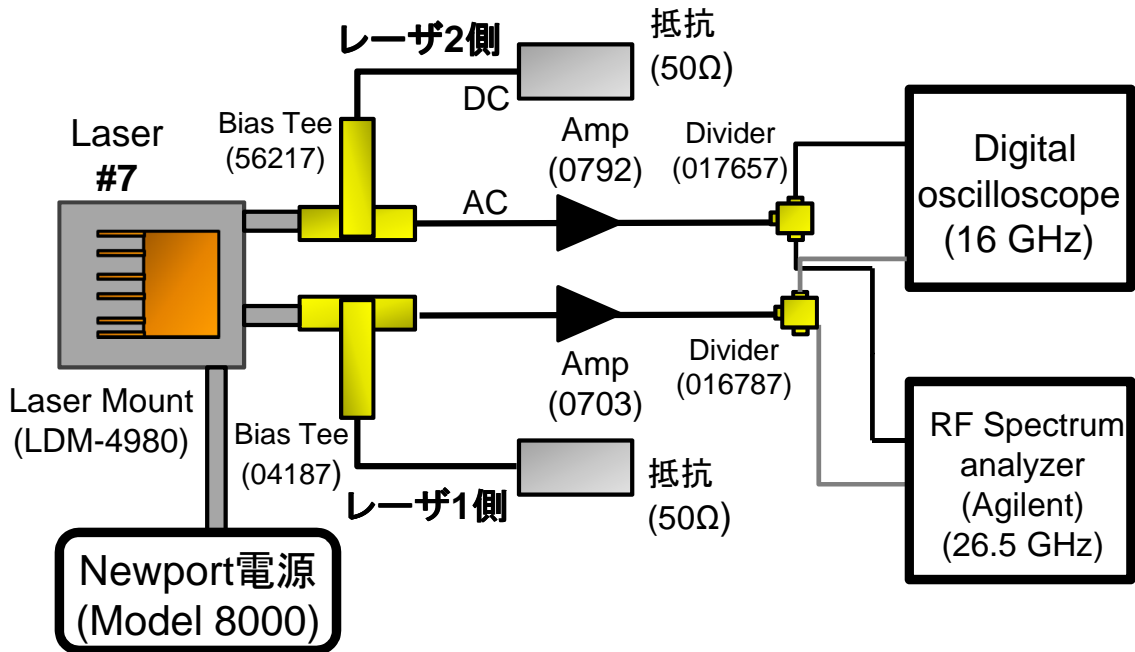 レーザ2側
抵抗
(50Ω)
DC
Laser
#7
Bias Tee
(56217)
Amp
(0792)
Divider
(017657)
AC
Digital
oscilloscope
(16 GHz)
Laser Mount
(LDM-4980)
Bias Tee
(04187)
Amp
(0703)
Divider
(016787)
レーザ1側
抵抗
(50Ω)
RF Spectrum
analyzer
(Agilent)
(26.5 GHz)
Newport電源
(Model 8000)